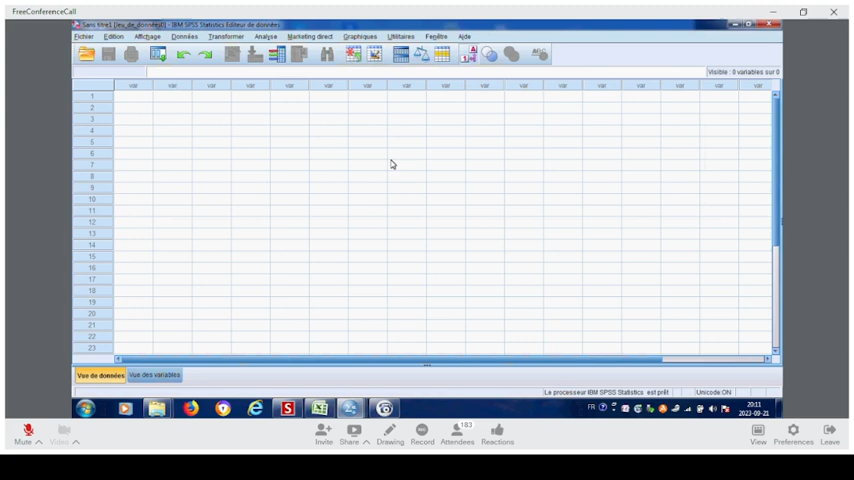 FreeConferenceCall
Sans titre1 [Jeu_de_données0] - IBM SPSS Statistics Editeur de données
Fichier Edition Affichage Données Transformer Analyse Marketing direct Graphiques Utilitaires Fenêtre Aide
Visible : 0 variables sur 0
var var var var var var var var var var var var var var var var var
1
2
3
4
5
6
7
8
9
10
11
12
13
14
15
16
17
18
19
20
21
22
23
Vue de données Vue des variables
Le processeur IBM SPSS Statistics est prêt Unicode:ON
FR 20:11
2023-09-21
183
Mute Video Invite Share Drawing Record Attendees Reactions View Preferences Leave